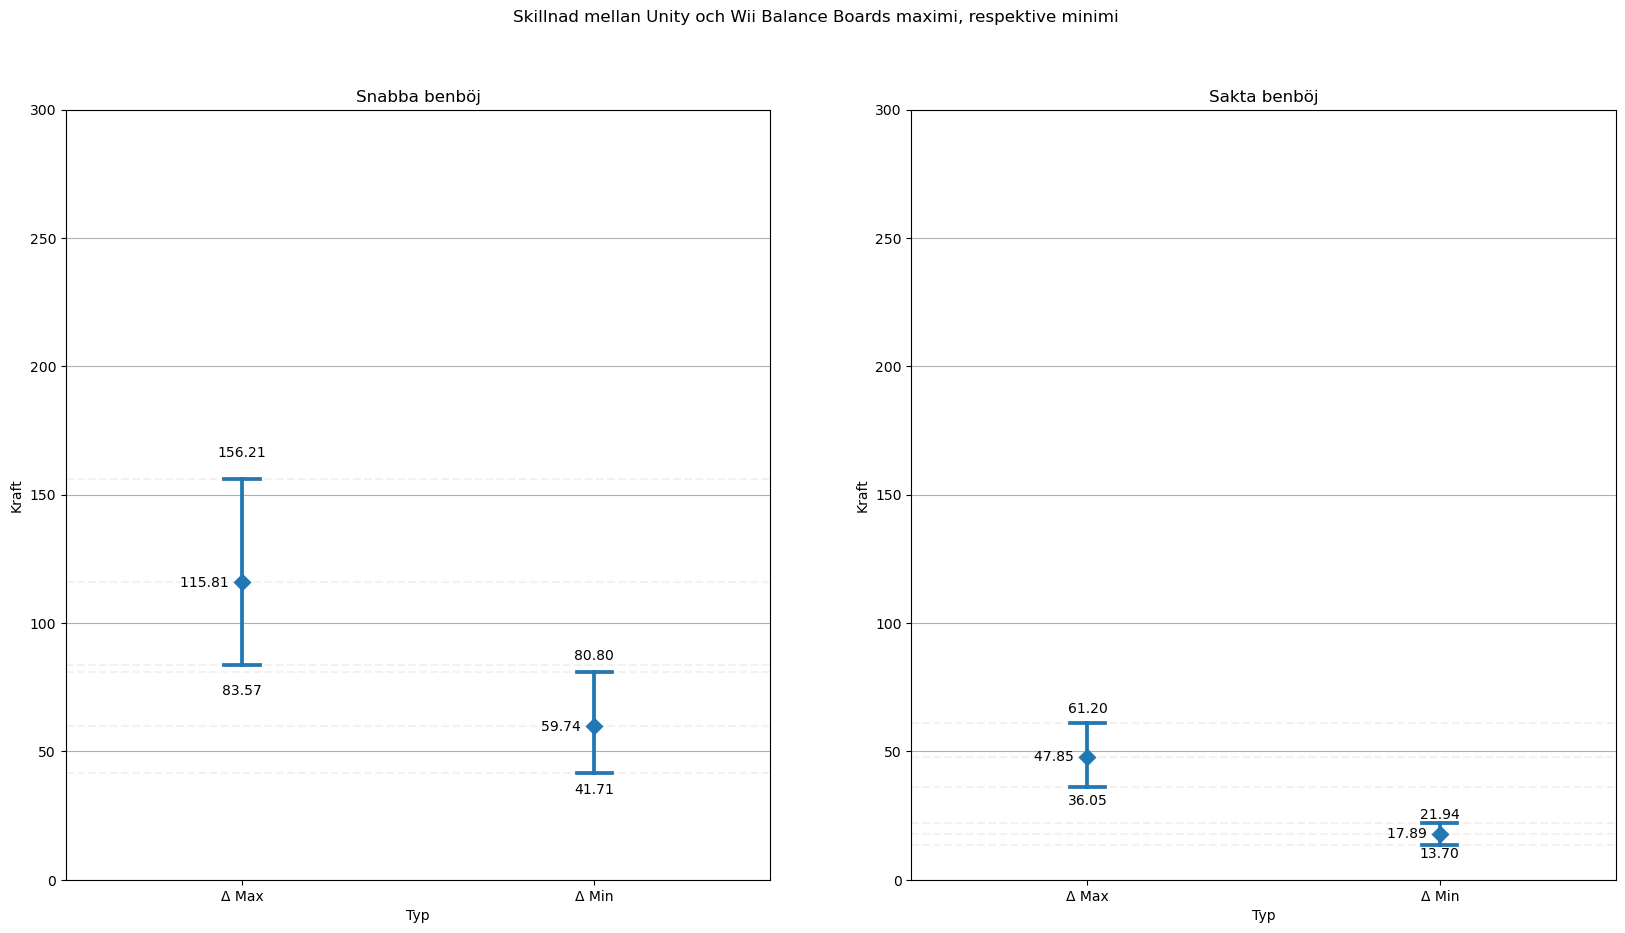 Skillnad mellan Unity och Wii Balance Boards maximi, respektive minimi
Snabba benböj
300
250
200
150
100
50
0
Kraft
156.21
115.81
83.57
80.80
59.74
41.71
Δ Max
Δ Min
Typ
Sakta benböj
300
250
200
150
100
50
0
Kraft
61.20
47.85
36.05
21.94
17.89
13.70
Δ Max
Δ Min
Typ